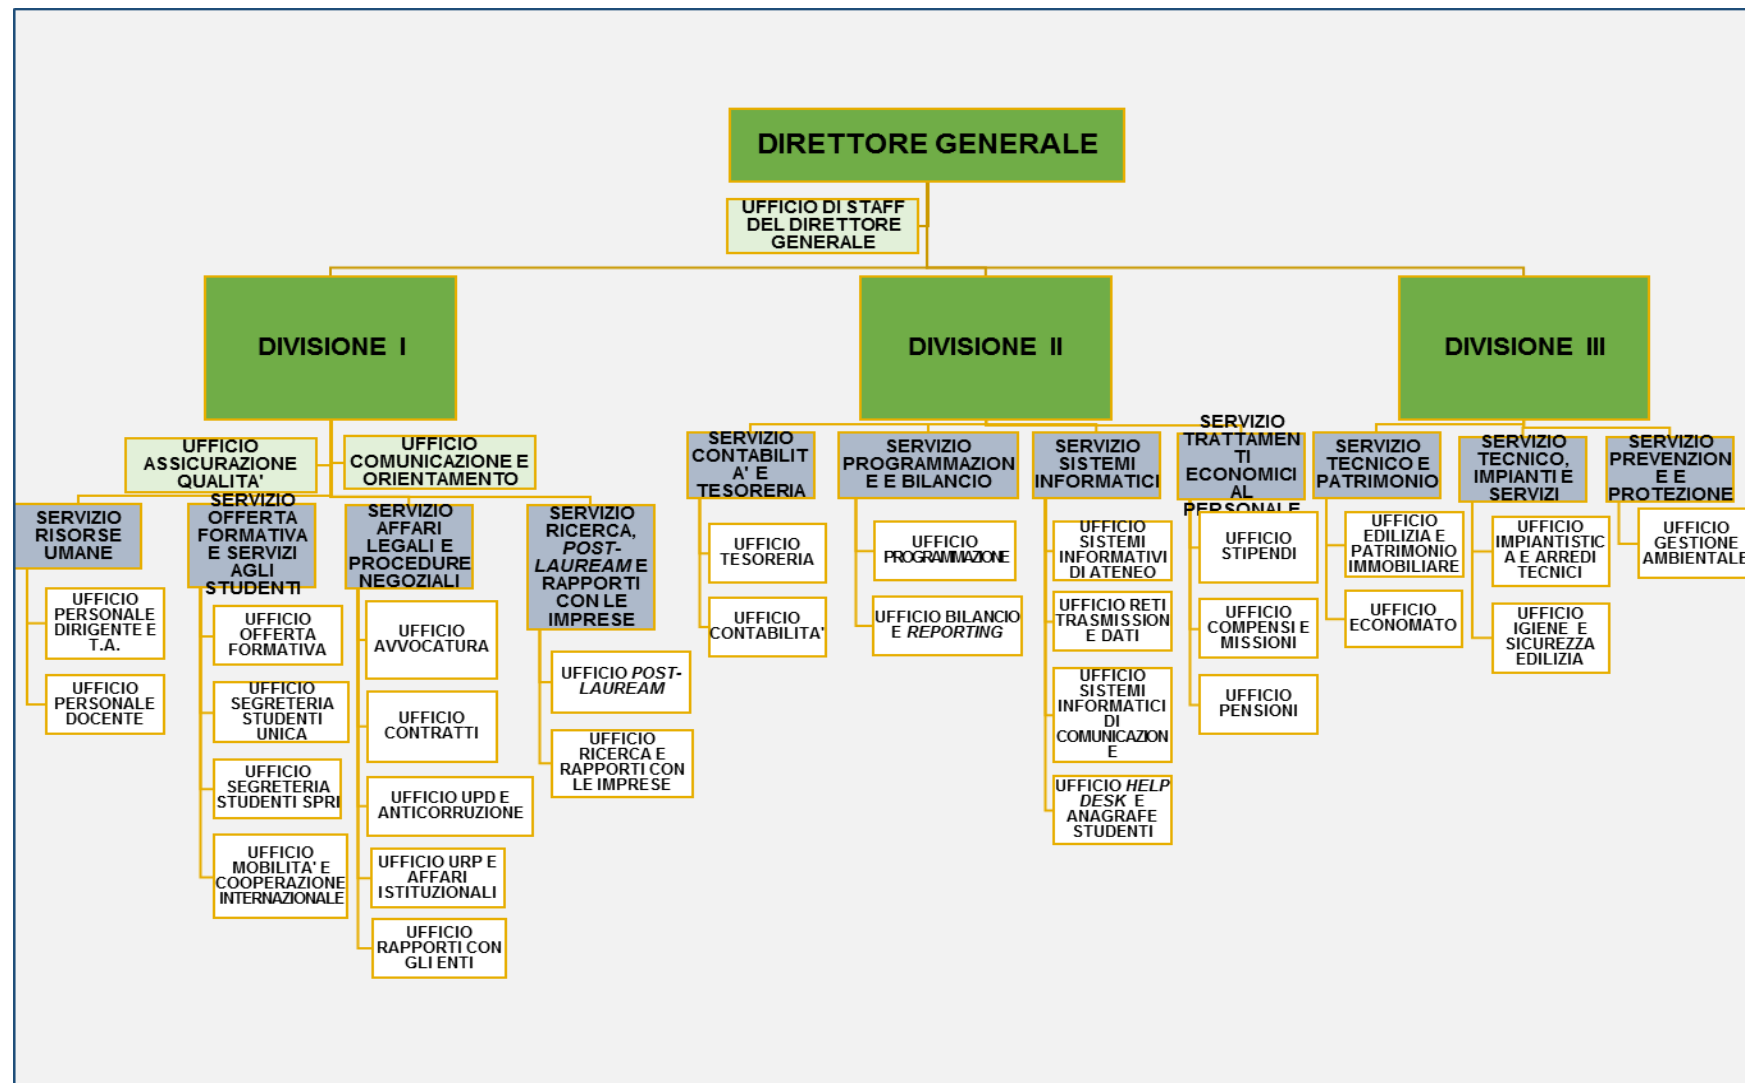 DIRETTORE GENERALE
UFFICIO DI STAFF
DEL DIRETTORE
GENERALE
DIVISIONE I
DIVISIONE II
DIVISIONE III
UFFICIO
ASSICURAZIONE
QUALITA'
UFFICIO
COMUNICAZIONE E
ORIENTAMENTO
SERVIZIO
RISORSE
UMANE
UFFICIO
PERSONALE
DIRIGENTE E
T.A.
UFFICIO
PERSONALE
DOCENTE
SERVIZIO
OFFERTA
FORMATIVA
E SERVIZI
AGLI
STUDENTI
UFFICIO
OFFERTA
FORMATIVA
UFFICIO
SEGRETERIA
STUDENTI
UNICA
UFFICIO
SEGRETERIA
STUDENTI SPRI
UFFICIO
MOBILITA' E
COOPERAZIONE
INTERNAZIONALE
SERVIZIO
AFFARI
LEGALI E
PROCEDURE
NEGOZIALI
UFFICIO
AVVOCATURA
UFFICIO
CONTRATTI
UFFICIO UPD E
ANTICORRUZIONE
UFFICIO URP E
AFFARI
ISTITUZIONALI
UFFICIO
RAPPORTI CON
GLI ENTI
SERVIZIO
RICERCA,
POST-
LAUREAM E
RAPPORTI
CON LE
IMPRESE
UFFICIO POST-
LAUREAM
UFFICIO
RICERCA E
RAPPORTI CON
LE IMPRESE
SERVIZIO
CONTABILIT
A' E
TESORERIA
UFFICIO
TESORERIA
UFFICIO
CONTABILITA'
SERVIZIO
PROGRAMMAZION
E E BILANCIO
UFFICIO
PROGRAMMAZIONE
UFFICIO BILANCIO
E REPORTING
SERVIZIO
SISTEMI
INFORMATICI
UFFICIO
SISTEMI
INFORMATIVI
DI ATENEO
UFFICIO RETI
TRASMISSION
E DATI
UFFICIO
SISTEMI
INFORMATICI
DI
COMUNICAZION
E
UFFICIO HELP
DESK E
ANAGRAFE
STUDENTI
SERVIZIO
TRATTAMEN
TI
ECONOMICI
AL
PERSONALE
UFFICIO
STIPENDI
UFFICIO
COMPENSI E
MISSIONI
UFFICIO
PENSIONI
SERVIZIO
TECNICO E
PATRIMONIO
UFFICIO
EDILIZIA E
PATRIMONIO
IMMOBILIARE
UFFICIO
ECONOMATO
SERVIZIO
TECNICO,
IMPIANTI E
SERVIZI
UFFICIO
IMPIANTISTIC
A E ARREDI
TECNICI
UFFICIO
IGIENE E
SICUREZZA
EDILIZIA
SERVIZIO
PREVENZION
E E
PROTEZIONE
UFFICIO
GESTIONE
AMBIENTALE